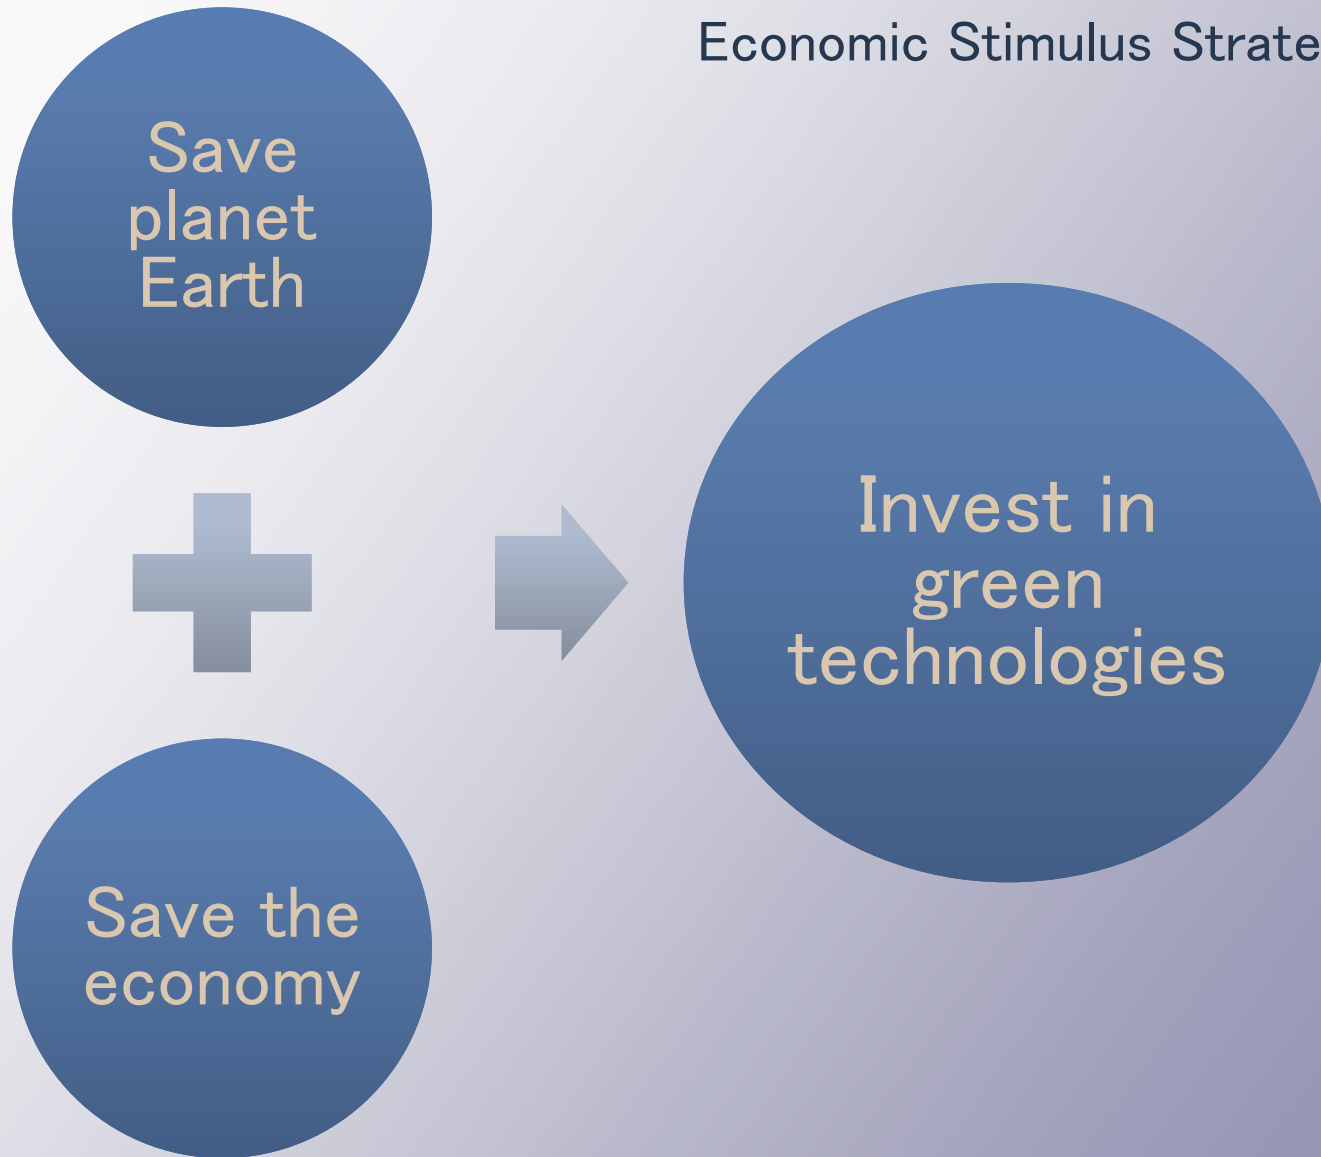 Economic Stimulus Strate
Save
planet
Earth
Save the
economy
Invest in
green
technologies